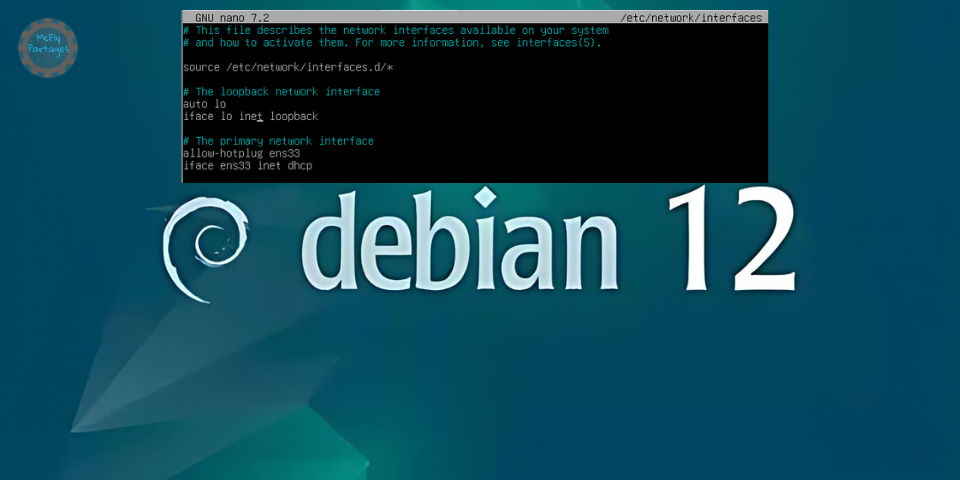 McFly
Partages
GNU nano 7.2 /etc/network/interfaces
# This file describes the network interfaces available on your system
# and how to activate them. For more information, see interfaces(5).
source /etc/network/interfaces.d/*
# The loopback network interface
auto lo
iface lo inet loopback
# The primary network interface
allow-hotplug ens33
iface ens33 inet dhcp
debian 12